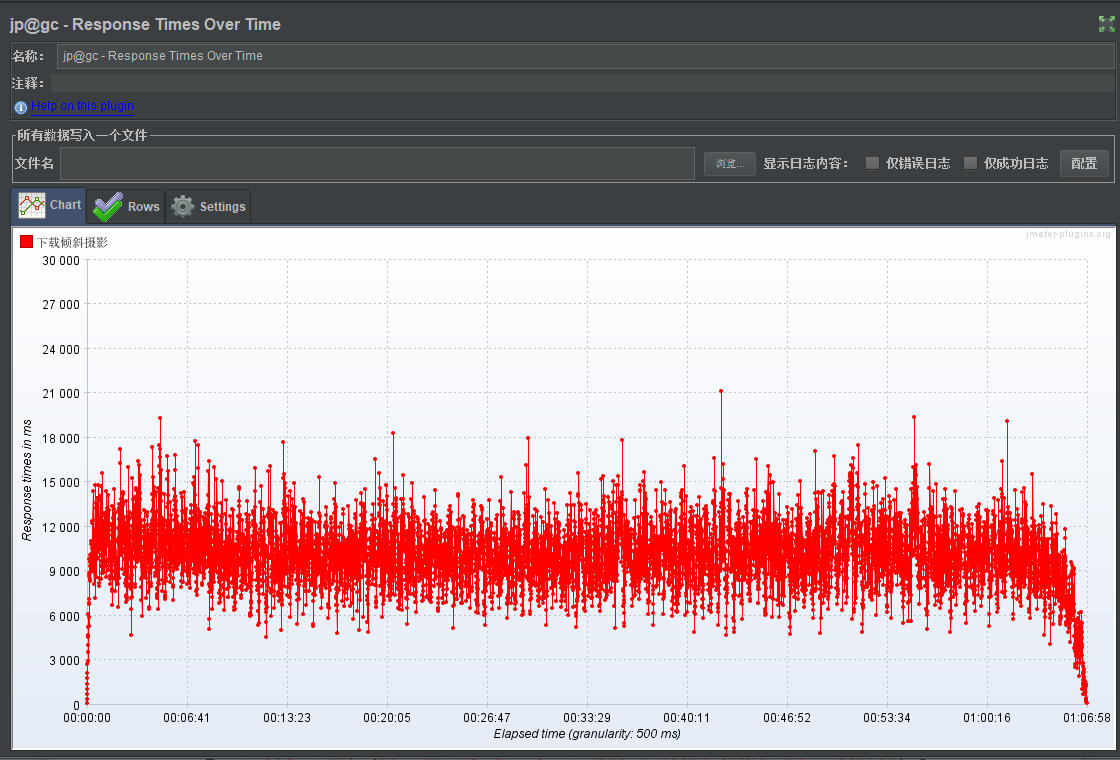 jp@gc - Response Times Over Time
名称： jp@gc - Response Times Over Time
注释：
Help on this plugin
所有数据写入一个文件
文件名 浏览... 显示日志内容： 仅错误日志 仅成功日志 配置
Chart Rows Settings
jmeter-plugins.org
下载倾斜摄影
30 000
27 000
24 000
21 000
18 000
15 000
12 000
9 000
6 000
3 000
0
Response times in ms
00:00:00 00:06:41 00:13:23 00:20:05 00:26:47 00:33:29 00:40:11 00:46:52 00:53:34 01:00:16 01:06:58
Elapsed time (granularity: 500 ms)